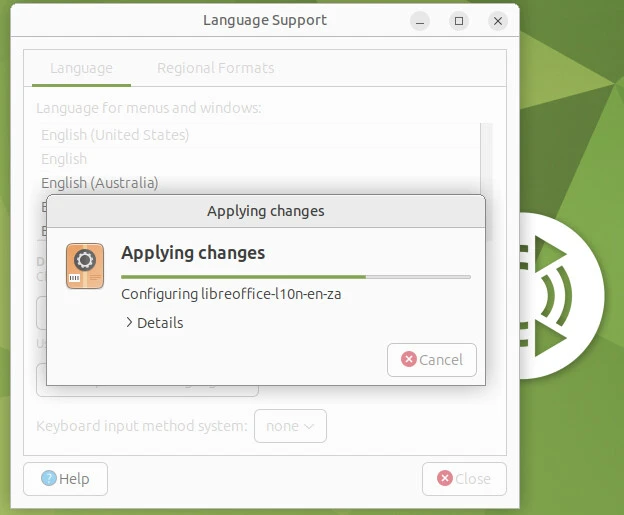 Language Support
Language
Regional Formats
Language for menus and windows:
English (United States)
English
English (Australia)
Applying changes
Applying changes
Configuring libreoffice-l10n-en-za
Details
Cancel
Keyboard input method system: none
Help
Close